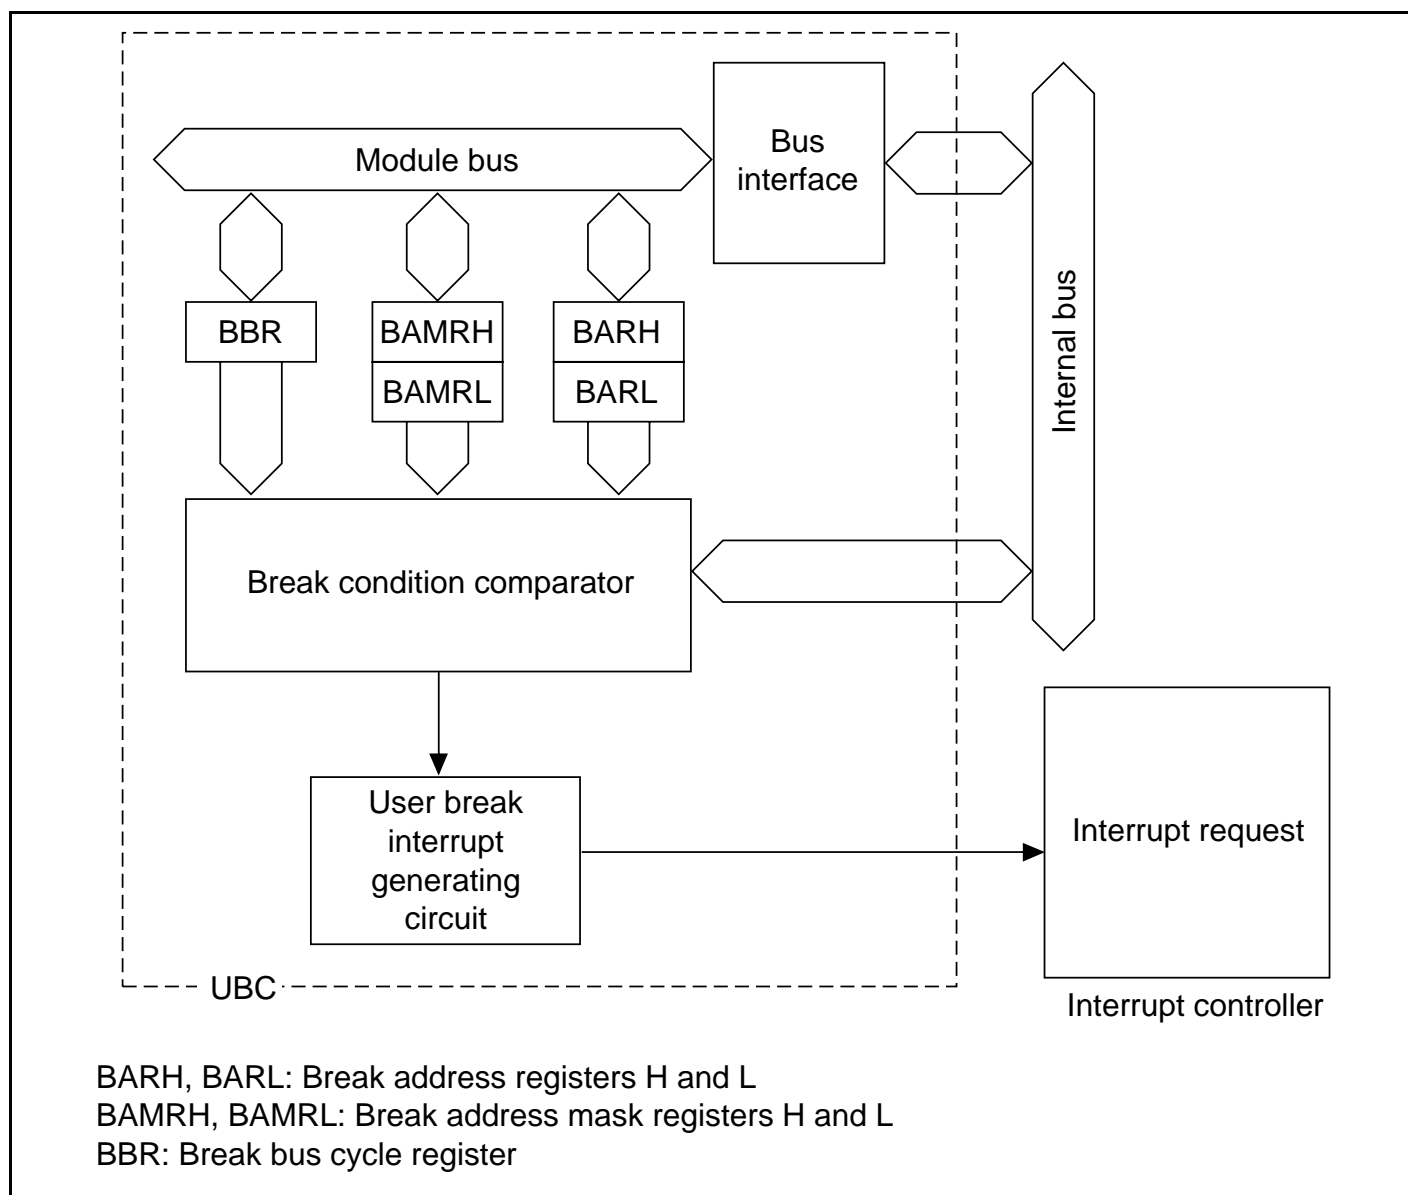 Bus
interface
Module bus
Internal bus
BBR
BAMRH
BARH
BAMRL
BARL
Break condition comparator
User break
interrupt
generating
circuit
Interrupt request
UBC
Interrupt controller
BARH, BARL: Break address registers H and L
BAMRH, BAMRL: Break address mask registers H and L
BBR: Break bus cycle register